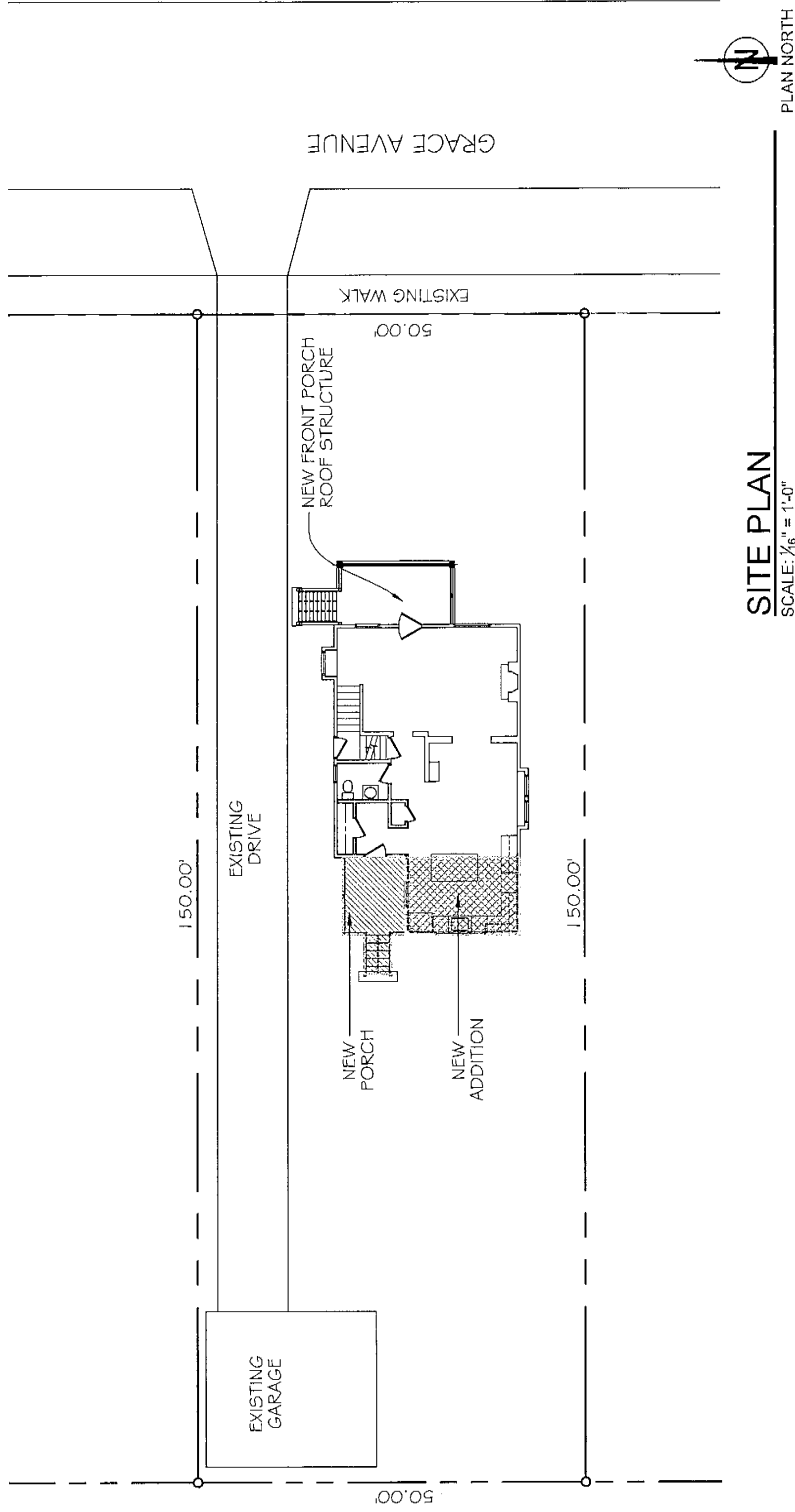 GRACE AVENUE
EXISTING WALK
50.00'
NEW FRONT PORCH
ROOF STRUCTURE
150.00'
EXISTING
DRIVE
150.00'
NEW
PORCH
NEW
ADDITION
EXISTING
GARAGE
50.00'
SITE PLAN
SCALE: 1/16" = 1'-0"
N
PLAN NORTH